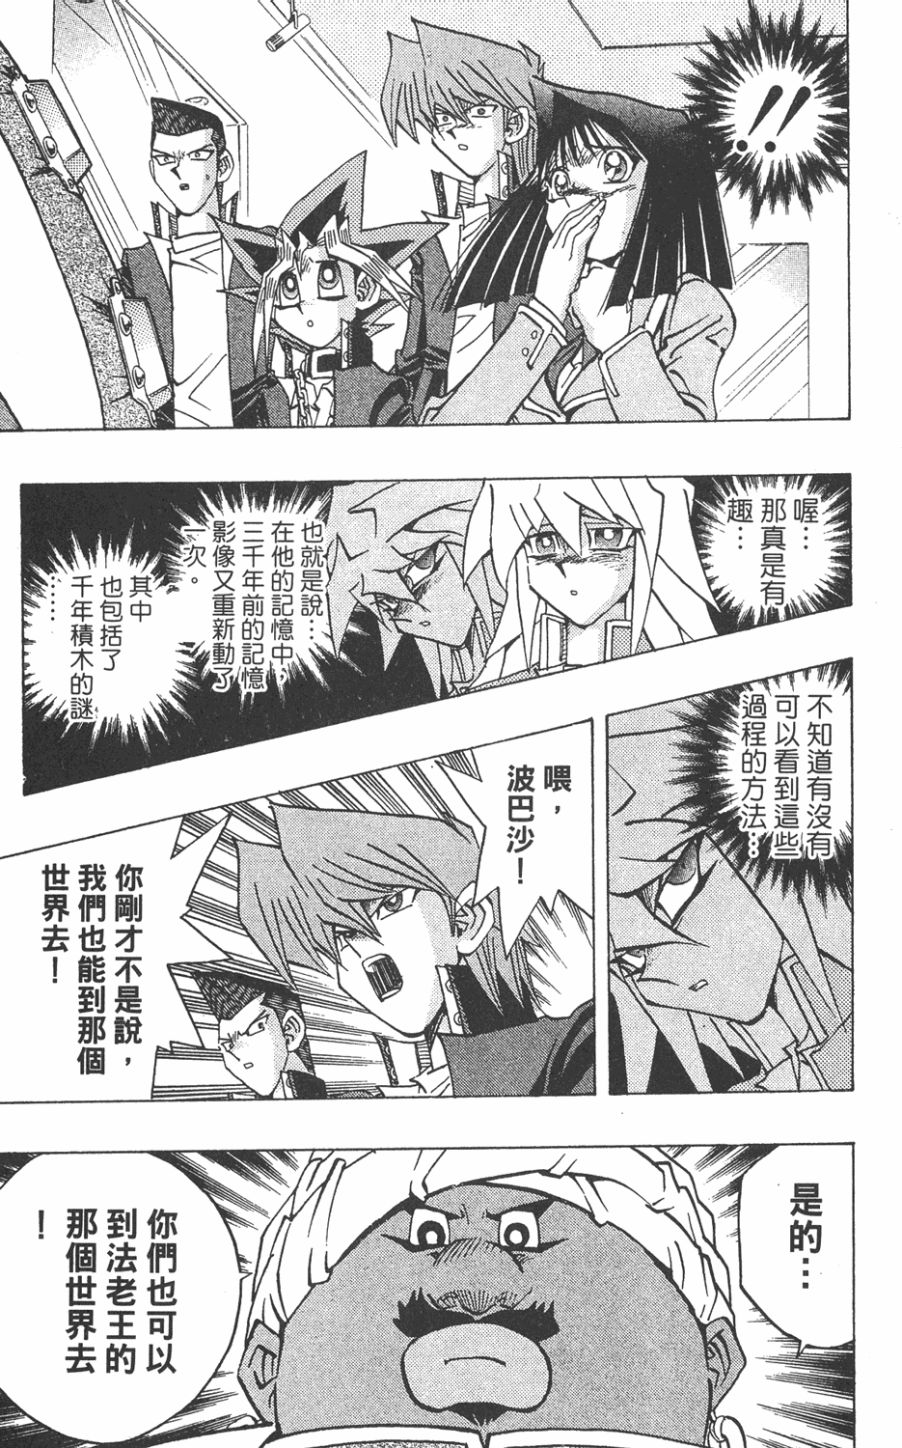 !!
喔…
那真是有
趣…
也就是說…
在他的記憶中，
三千年前的記憶
影像又重新動了
一次。
其中
也包括了
千年積木的謎
……
不知道有沒有
可以看到這些
過程的方法…
喂，
波巴沙！
你剛才不是說，
我們也能到那個
世界去！
是的…
你們也可以
到法老王的
那個世界去
！